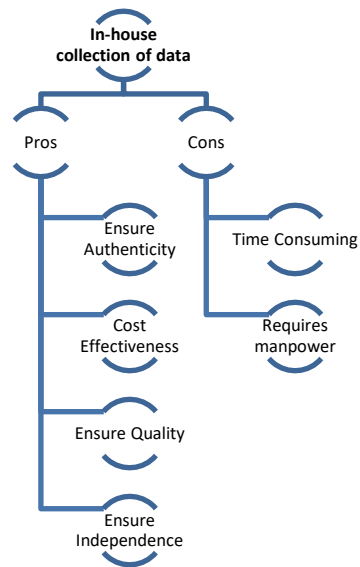 In-house
collection of data
Pros
Cons
Ensure
Authenticity
Cost
Effectiveness
Ensure Quality
Ensure
Independence
Time Consuming
Requires
manpower